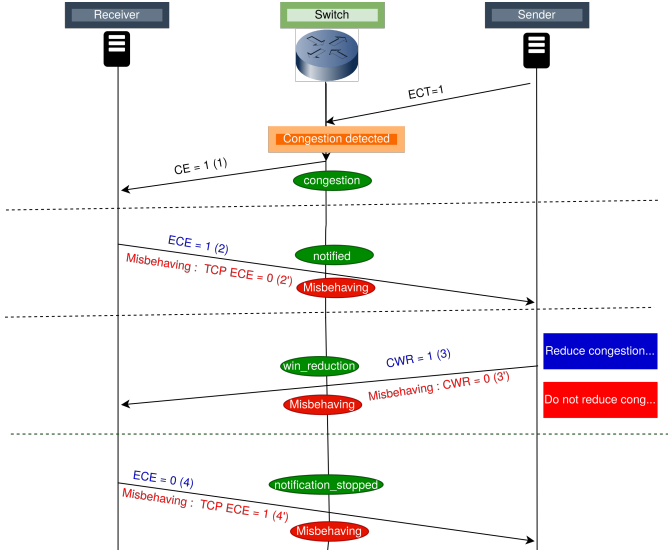 Receiver
Switch
Sender
ECT=1
Congestion detected
CE = 1 (1)
congestion
ECE = 1 (2)
notified
Misbehaving :  TCP ECE = 0 (2')
Misbehaving
Reduce congestion...
CWR = 1 (3)
win_reduction
Misbehaving : CWR = 0 (3')
Do not reduce cong...
Misbehaving
ECE = 0 (4)
notification_stopped
Misbehaving :  TCP ECE = 1 (4')
Misbehaving